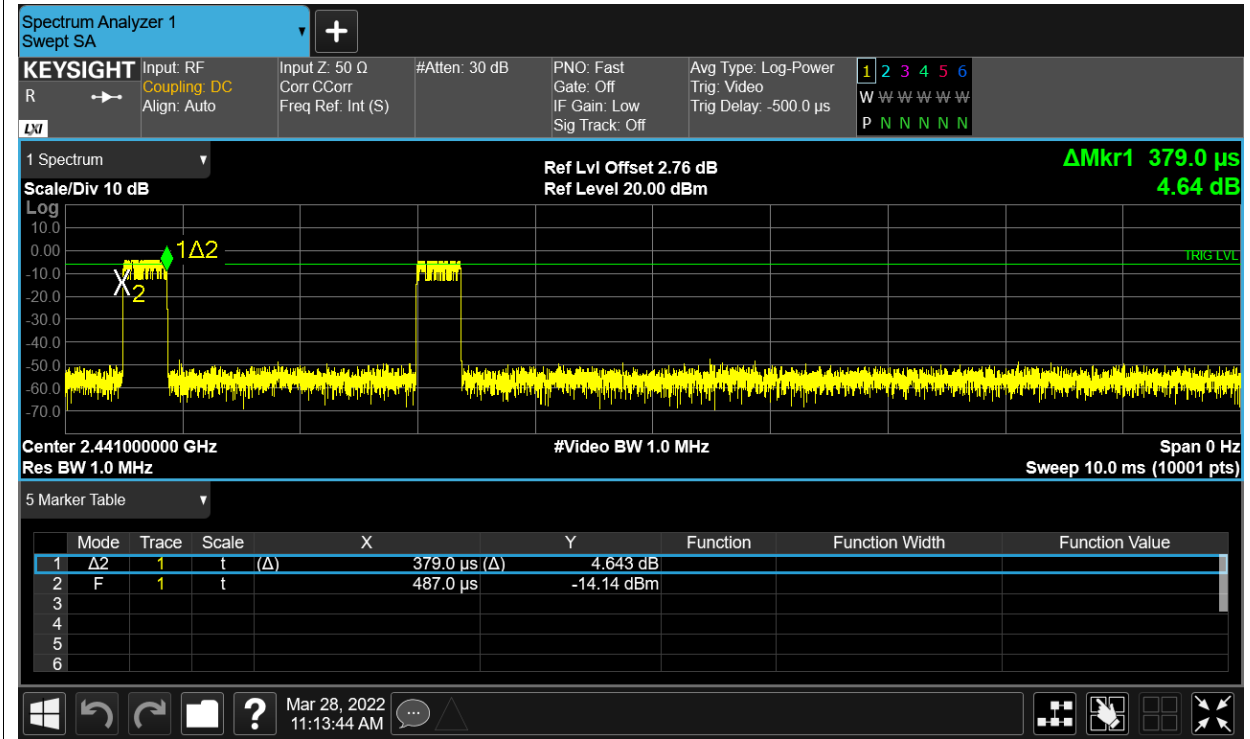 Spectrum Analyzer 1
Swept SA
KEYSIGHT Input: RF Input Z: 50 Ω #Atten: 30 dB PNO: Fast Avg Type: Log-Power 1 2 3 4 5 6
R Coupling: DC Corr CCorr Gate: Off Trig: Video W W W W W W
Align: Auto Freq Ref: Int (S) IF Gain: Low Trig Delay: -500.0 µs P N N N N N
LXI Sig Track: Off
1 Spectrum Ref Lvl Offset 2.76 dB ΔMkr1 379.0 µs
Scale/Div 10 dB Ref Level 20.00 dBm 4.64 dB
Log
10.0
0.00 1Δ2 TRIG LVL
-10.0
-20.0 X2
-30.0
-40.0
-50.0
-60.0
-70.0
Center 2.441000000 GHz #Video BW 1.0 MHz Span 0 Hz
Res BW 1.0 MHz Sweep 10.0 ms (10001 pts)
5 Marker Table
Mode Trace Scale X Y Function Function Width Function Value
1 Δ2 1 t (Δ) 379.0 µs (Δ) 4.643 dB
2 F 1 t 487.0 µs -14.14 dBm
3
4
5
6
? Mar 28, 2022
11:13:44 AM